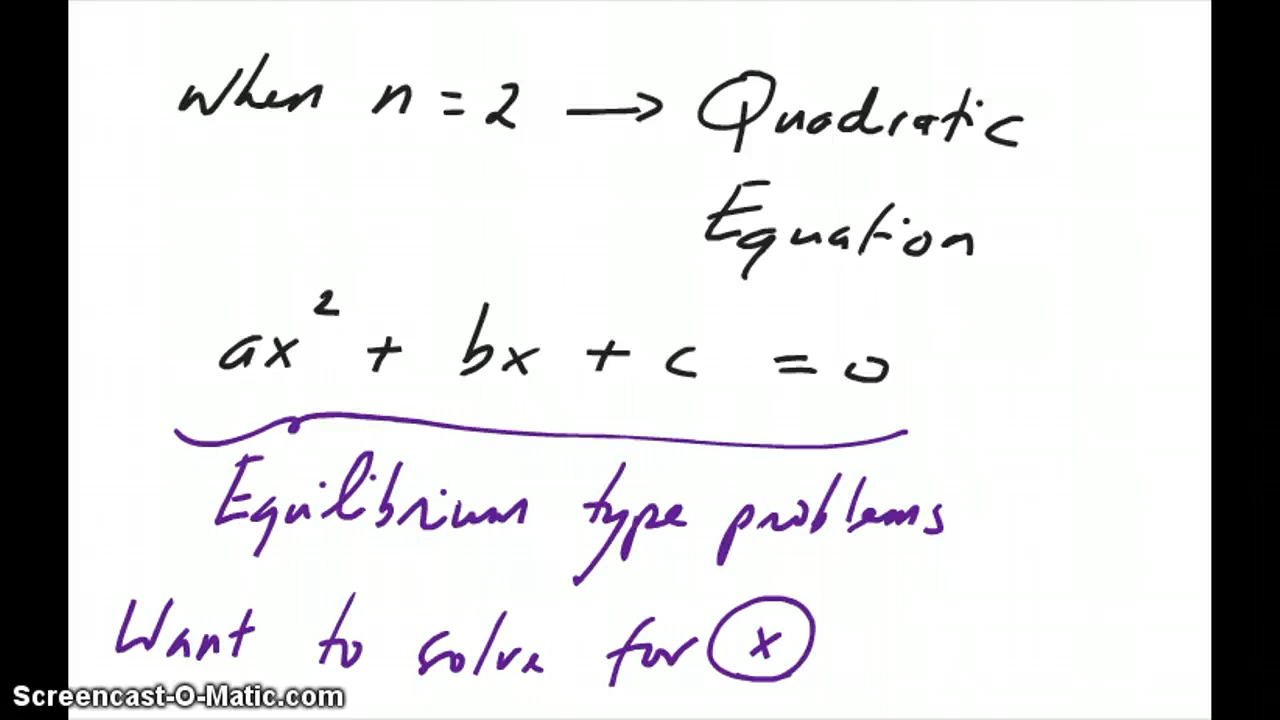 When n = 2 → Quadratic
Equation
ax² + bx + c = 0
Equilibrium type problems
Want to solve for x
Screencast-O-Matic.com